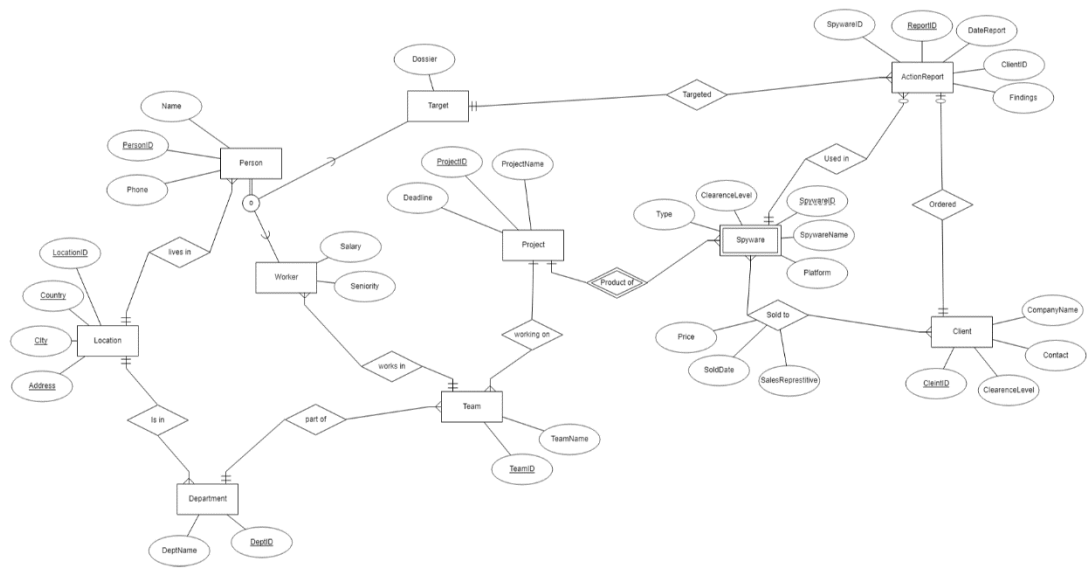 SpywareID
ReportID
DateReport
ClientID
Findings
ActionReport
Dossier
Target
Targeted
Name
PersonID
Phone
Person
o
lives in
LocationID
Country
City
Address
Location
Is in
Salary
Seniority
Worker
works in
ProjectID
ProjectName
Deadline
Project
working on
Product of
ClearenceLevel
Type
SpywareID
SpywareName
Platform
Spyware
Used in
Ordered
Sold to
Price
SoldDate
SalesReprestitive
Client
CompanyName
Contact
ClearenceLevel
CleintID
part of
Team
TeamName
TeamID
Department
DeptName
DeptID